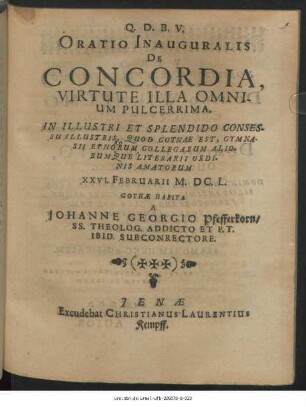 Q. D. B. V.
ORATIO INAUGURALIS
DE
CONCORDIA,
VIRTUTE ILLA OMNI-
UM PULCERRIMA.
IN ILLUSTRI ET SPLENDIDO CONSES-
SU ILLUSTRIS, QUOD GOTHAE EST, GYMNA-
SII EPHORUM COLLEGARUM ALIO-
RUMQUE LITERARII ORDI-
NIS AMATORUM
XXVI. FEBRUARII M. DC. L.
GOTHÆ HABITA
A
JOHANNE GEORGIO Pfefferkorn/
SS. THEOLOG. ADDICTO ET P.T.
IBID. SUBCONRECTORE.
JENÆ
Excudebat CHRISTIANUS LAURENTIUS
Kempff.